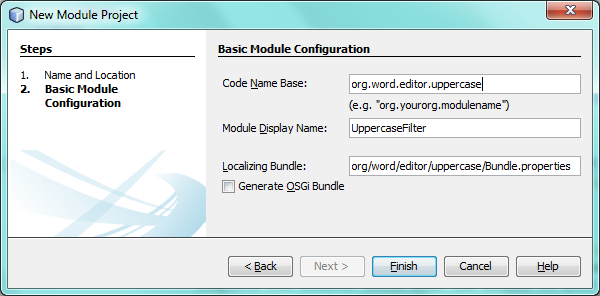 New Module Project
Steps
1. Name and Location
2. Basic Module
Configuration
Basic Module Configuration
Code Name Base: org.word.editor.uppercase
(e.g. "org.yourorg.modulename")
Module Display Name: UppercaseFilter
Localizing Bundle: org/word/editor/uppercase/Bundle.properties
Generate OSGi Bundle
< Back Next > Finish Cancel Help